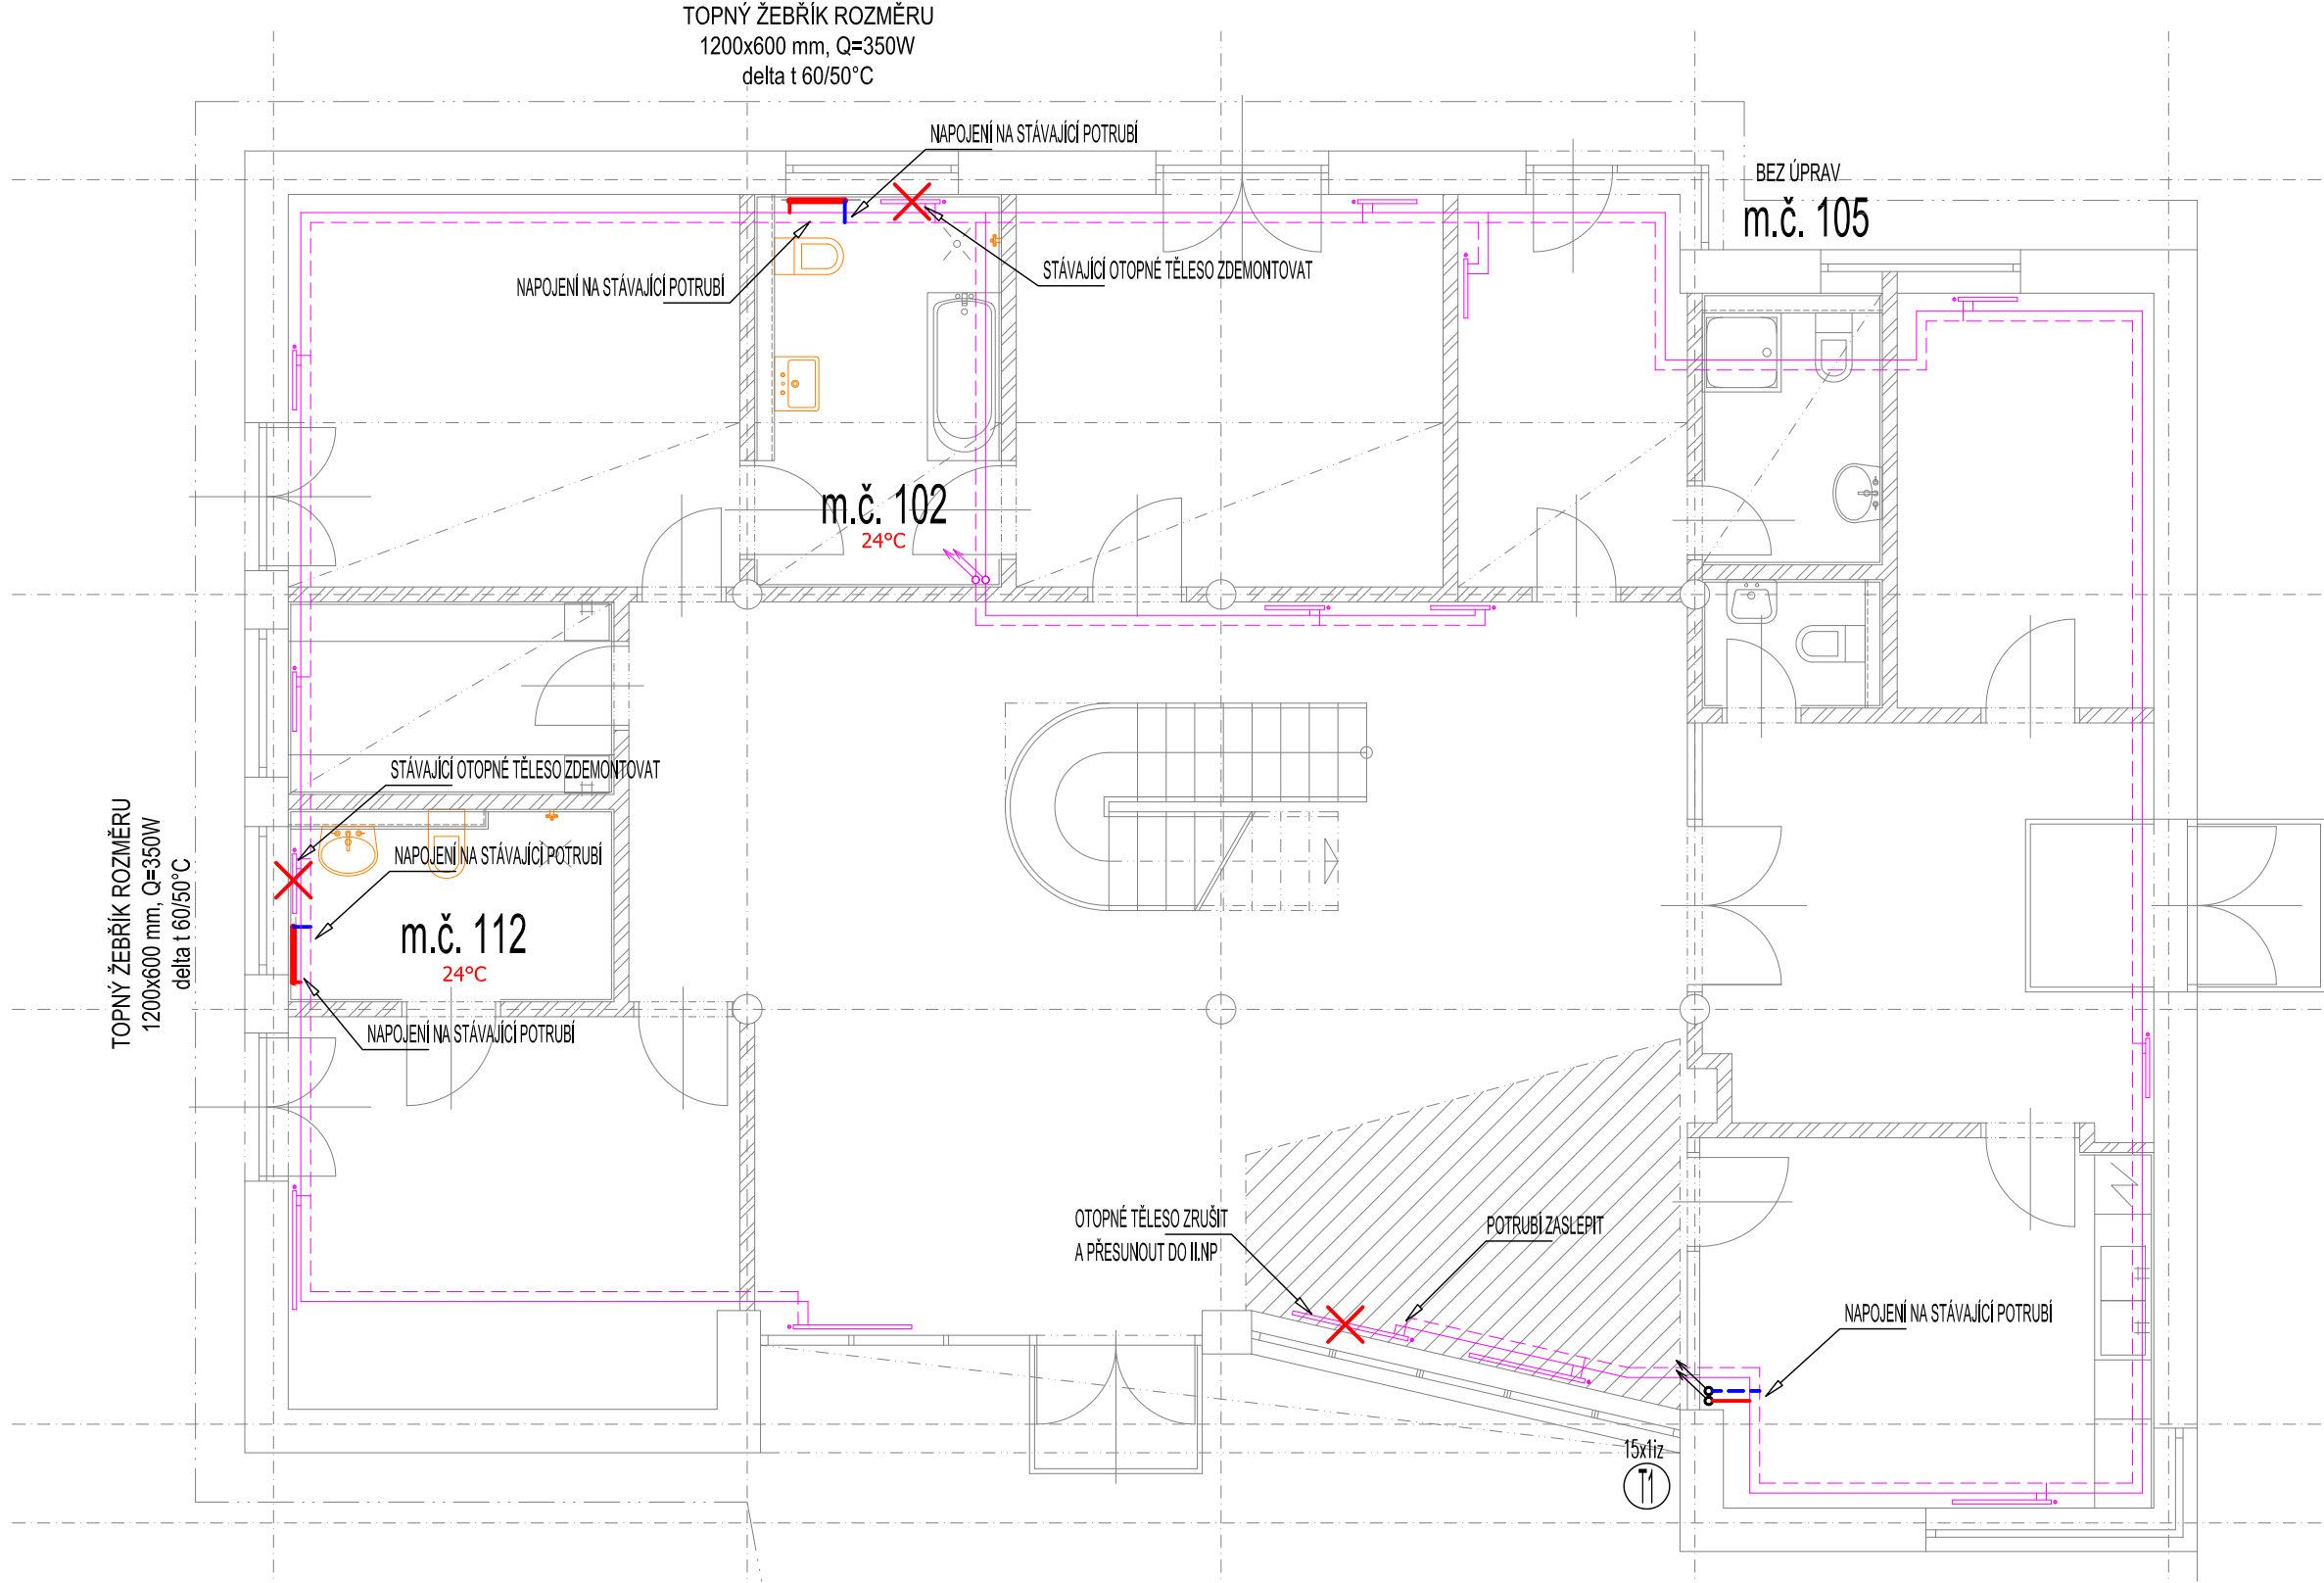 TOPNÝ ŽEBŘÍK ROZMĚRU
1200x600 mm, Q=350W
delta t 60/50°C
NAPOJENÍ NA STÁVAJÍCÍ POTRUBÍ
BEZ ÚPRAV
m.č. 105
STÁVAJÍCÍ OTOPNÉ TĚLESO ZDEMONTOVAT
NAPOJENÍ NA STÁVAJÍCÍ POTRUBÍ
m.č. 102
24°C
STÁVAJÍCÍ OTOPNÉ TĚLESO ZDEMONTOVAT
TOPNÝ ŽEBŘÍK ROZMĚRU
1200x600 mm, Q=350W
delta t 60/50°C
NAPOJENÍ NA STÁVAJÍCÍ POTRUBÍ
m.č. 112
24°C
NAPOJENÍ NA STÁVAJÍCÍ POTRUBÍ
OTOPNÉ TĚLESO ZRUŠIT
A PŘESUNOUT DO II.NP
POTRUBÍ ZASLEPIT
NAPOJENÍ NA STÁVAJÍCÍ POTRUBÍ
15x1iz
T1